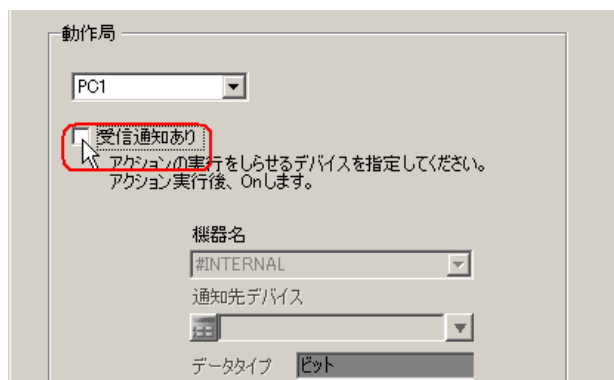 動作局
PC1
受信通知あり
アクションの実行をしらせるデバイスを指定してください。
アクション実行後、Onします。
機器名
#INTERNAL
通知先デバイス
データタイプ ビット